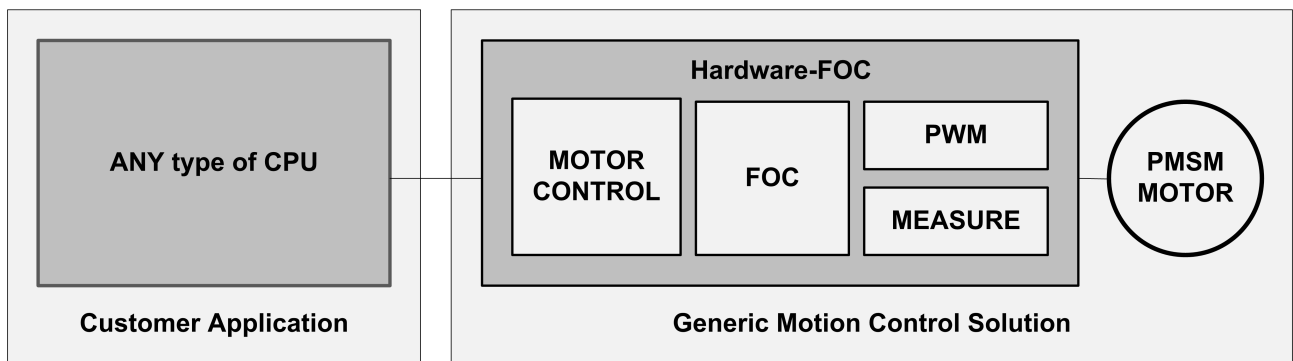 ANY type of CPU
Customer Application
Hardware-FOC
MOTOR
CONTROL
FOC
PWM
MEASURE
PMSM
MOTOR
Generic Motion Control Solution